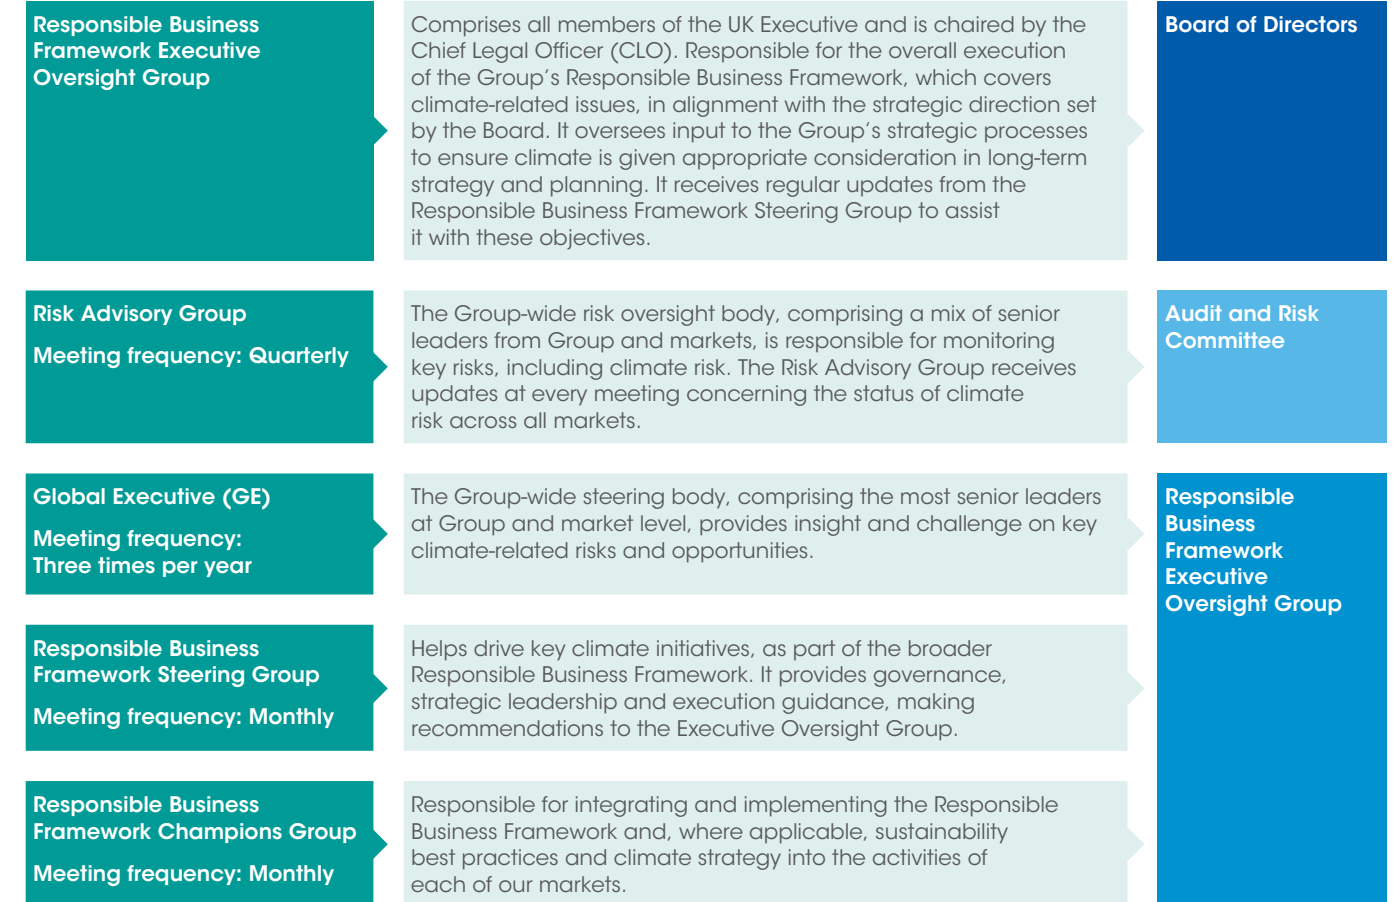 Responsible Business
Framework Executive
Oversight Group
Comprises all members of the UK Executive and is chaired by the
Chief Legal Officer (CLO). Responsible for the overall execution
of the Group’s Responsible Business Framework, which covers
climate-related issues, in alignment with the strategic direction set
by the Board. It oversees input to the Group’s strategic processes
to ensure climate is given appropriate consideration in long-term
strategy and planning. It receives regular updates from the
Responsible Business Framework Steering Group to assist
it with these objectives.
Board of Directors
Risk Advisory Group
Meeting frequency: Quarterly
The Group-wide risk oversight body, comprising a mix of senior
leaders from Group and markets, is responsible for monitoring
key risks, including climate risk. The Risk Advisory Group receives
updates at every meeting concerning the status of climate
risk across all markets.
Audit and Risk
Committee
Global Executive (GE)
Meeting frequency:
Three times per year
The Group-wide steering body, comprising the most senior leaders
at Group and market level, provides insight and challenge on key
climate-related risks and opportunities.
Responsible
Business
Framework
Executive
Oversight Group
Responsible Business
Framework Steering Group
Meeting frequency: Monthly
Helps drive key climate initiatives, as part of the broader
Responsible Business Framework. It provides governance,
strategic leadership and execution guidance, making
recommendations to the Executive Oversight Group.
Responsible Business
Framework Champions Group
Meeting frequency: Monthly
Responsible for integrating and implementing the Responsible
Business Framework and, where applicable, sustainability
best practices and climate strategy into the activities of
each of our markets.